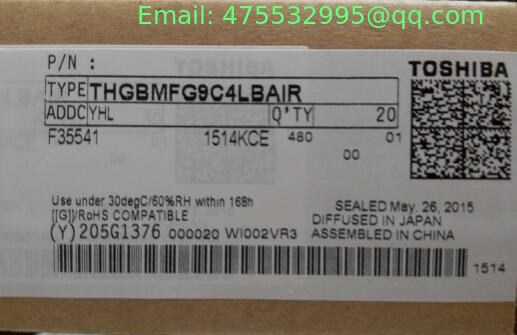 Email: 475532995@qq.com
P/N :
TOSHIBA
TYPE THGBMFG9C4LBAIR
ADDC YHL Q'TY 20
F35541 1514KCE 480 01
00
Use under 30degC/60%RH within 168h
[[G]]/RoHS COMPATIBLE
SEALED May. 26, 2015
DIFFUSED IN JAPAN
(Y)205G1376 000020 WI002VR3 ASSEMBLED IN CHINA
1514